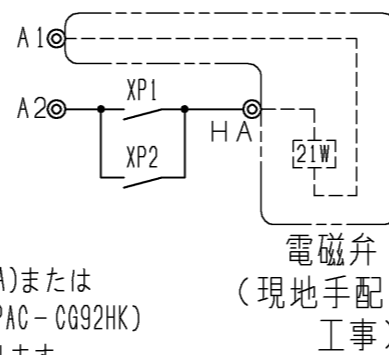 A1
XP1
A2
HA
XP2
21W
電磁弁
(現地手配
工事)
A)または
PAC-CG92HK)